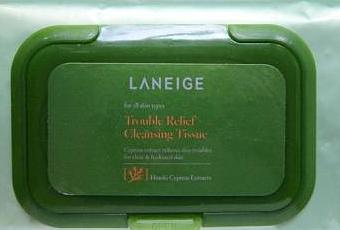 LANEIGE
for all skin types
Trouble Relief
Cleansing Tissue
Cypress extract relieves skin troubles
for clear & hydrated skin
Hinoki Cypress Extracts
OPEN